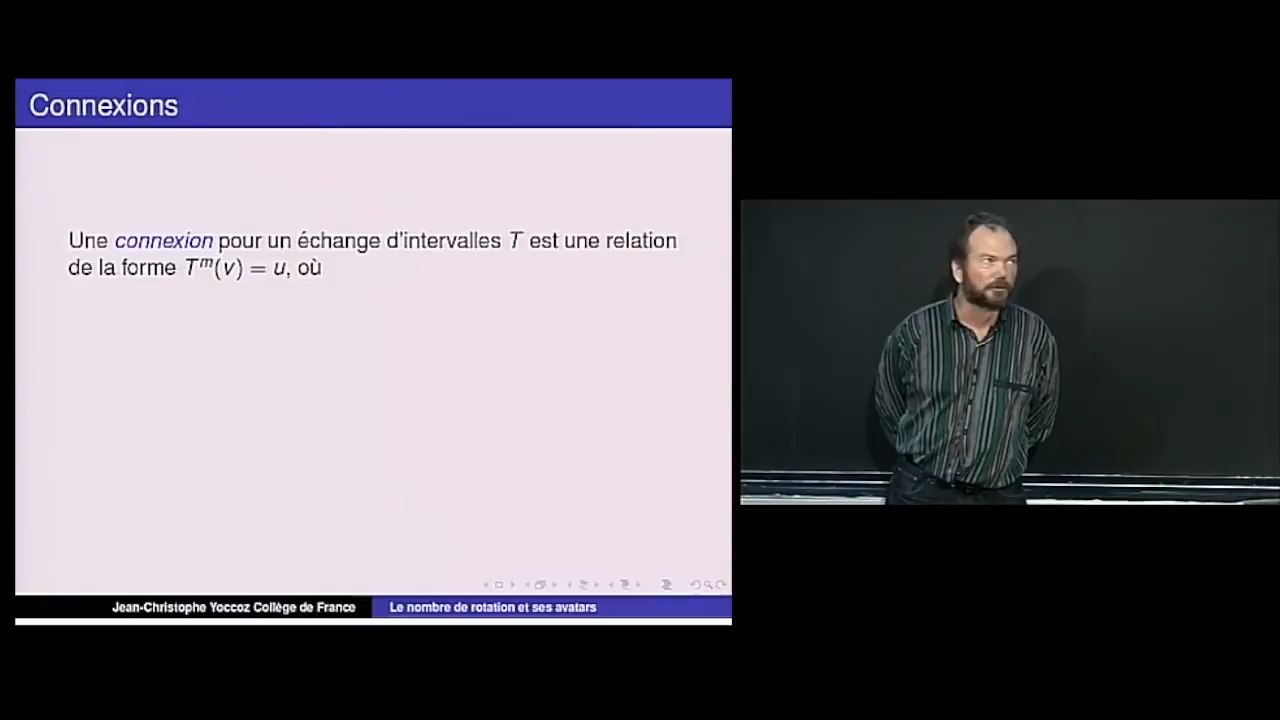 Connexions
Une connexion pour un échange d'intervalles T est une relation
de la forme Tᵐ(v) = u, où
Jean-Christophe Yoccoz Collège de France
Le nombre de rotation et ses avatars